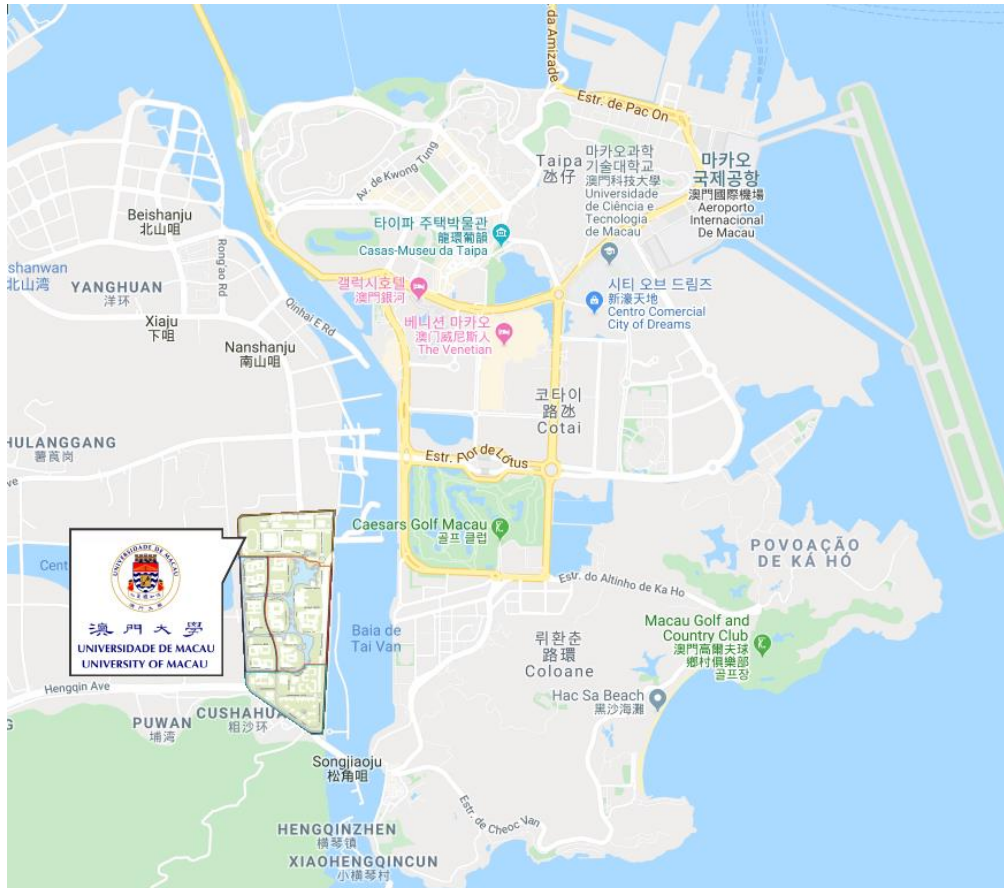 da Amizade
Estr. de Pac On
Av. de Kwong Tung
Taipa
氹仔
마카오과학
기술대학교
澳門科技大學
Universidade
de Ciência e
Tecnologia
de Macau
마카오
국제공항
澳門國際機場
Aeroporto
Internacional
De Macau
Beishanju
北山咀
Rong'ao Rd
타이파 주택박물관
龍環葡韻
Casas-Museu da Taipa
shanwan
北山湾
YANGHUAN
洋环
갤럭시호텔
澳門銀河
시티 오브 드림즈
新濠天地
Centro Comercial
City of Dreams
Qinhai E Rd
Xiaju
下咀
베니션 마카오
澳门威尼斯人
The Venetian
Nanshanju
南山咀
코타이
路氹
Cotai
HULANGGANG
Estr. Flor de Lótus
ve
Caesars Golf Macau
골프 클럽
POVOAÇÃO
DE KÁ HÓ
Cent
UNIVERSIDADE DE MACAU
澳門大學
澳門大學
UNIVERSIDADE DE MACAU
UNIVERSITY OF MACAU
Estr. do Altinho de Ka Ho
Baia de
Tai Van
Macau Golf and
Country Club
澳門高爾夫球
鄉村俱樂部
골프장
뤼환춘
路環
Coloane
Hengqin Ave
Hac Sa Beach
黑沙海灘
CUSHAHUA
粗沙环
PUWAN
埔湾
G
Songjiaoju
松角咀
Estr. de Cheoc Van
HENGQINZHEN
横琴镇
XIAOHENGQINCUN
小横琴村